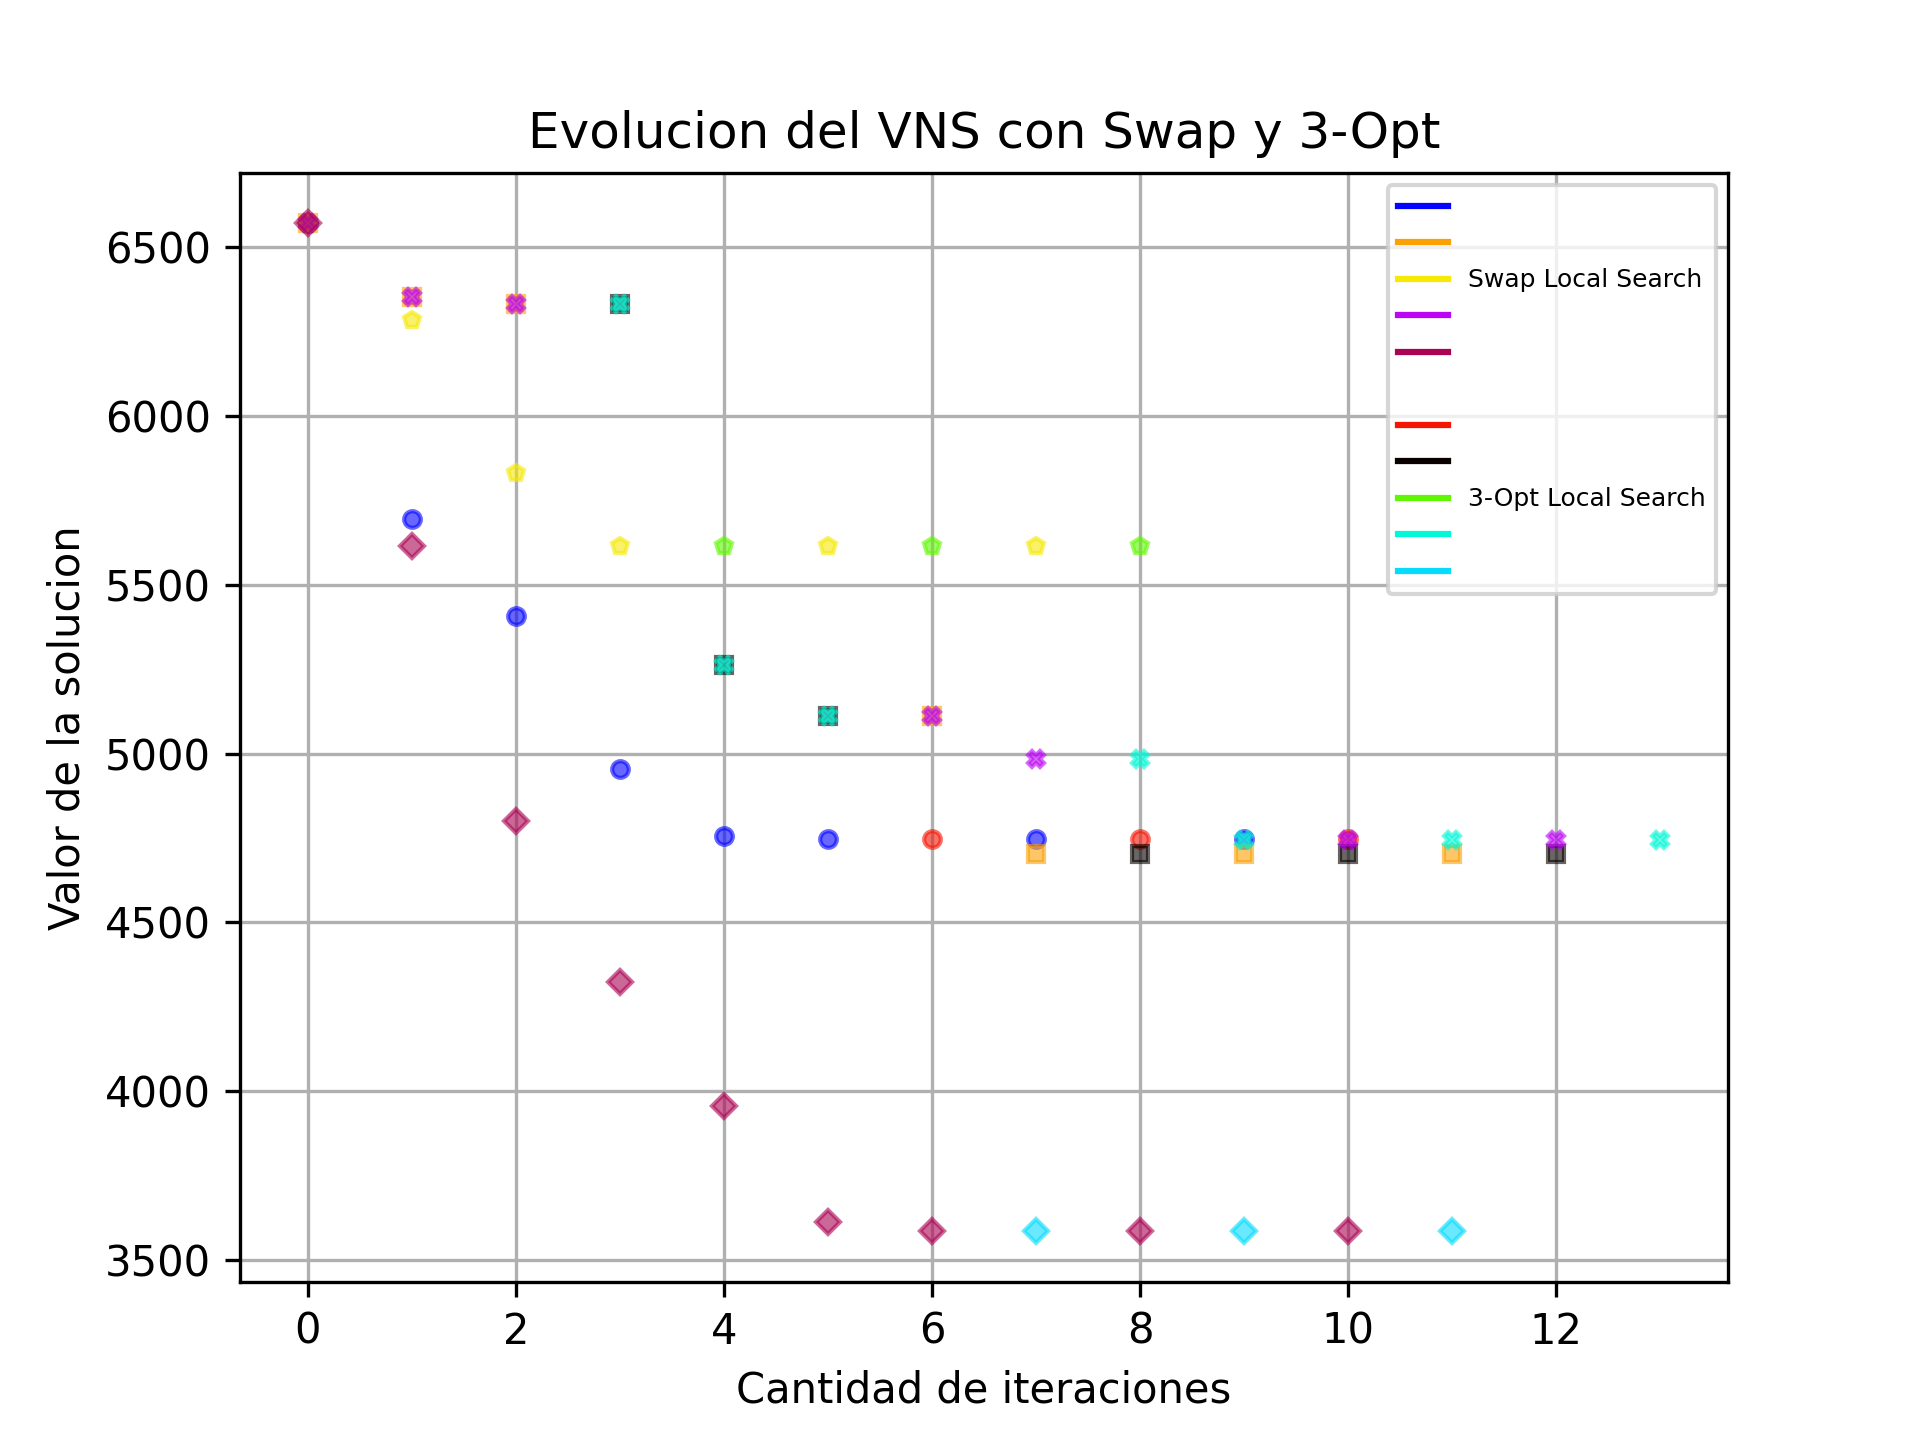 Evolucion del VNS con Swap y 3-Opt
Valor de la solucion
6500
6000
5500
5000
4500
4000
3500
Swap Local Search
3-Opt Local Search
0 2 4 6 8 10 12
Cantidad de iteraciones